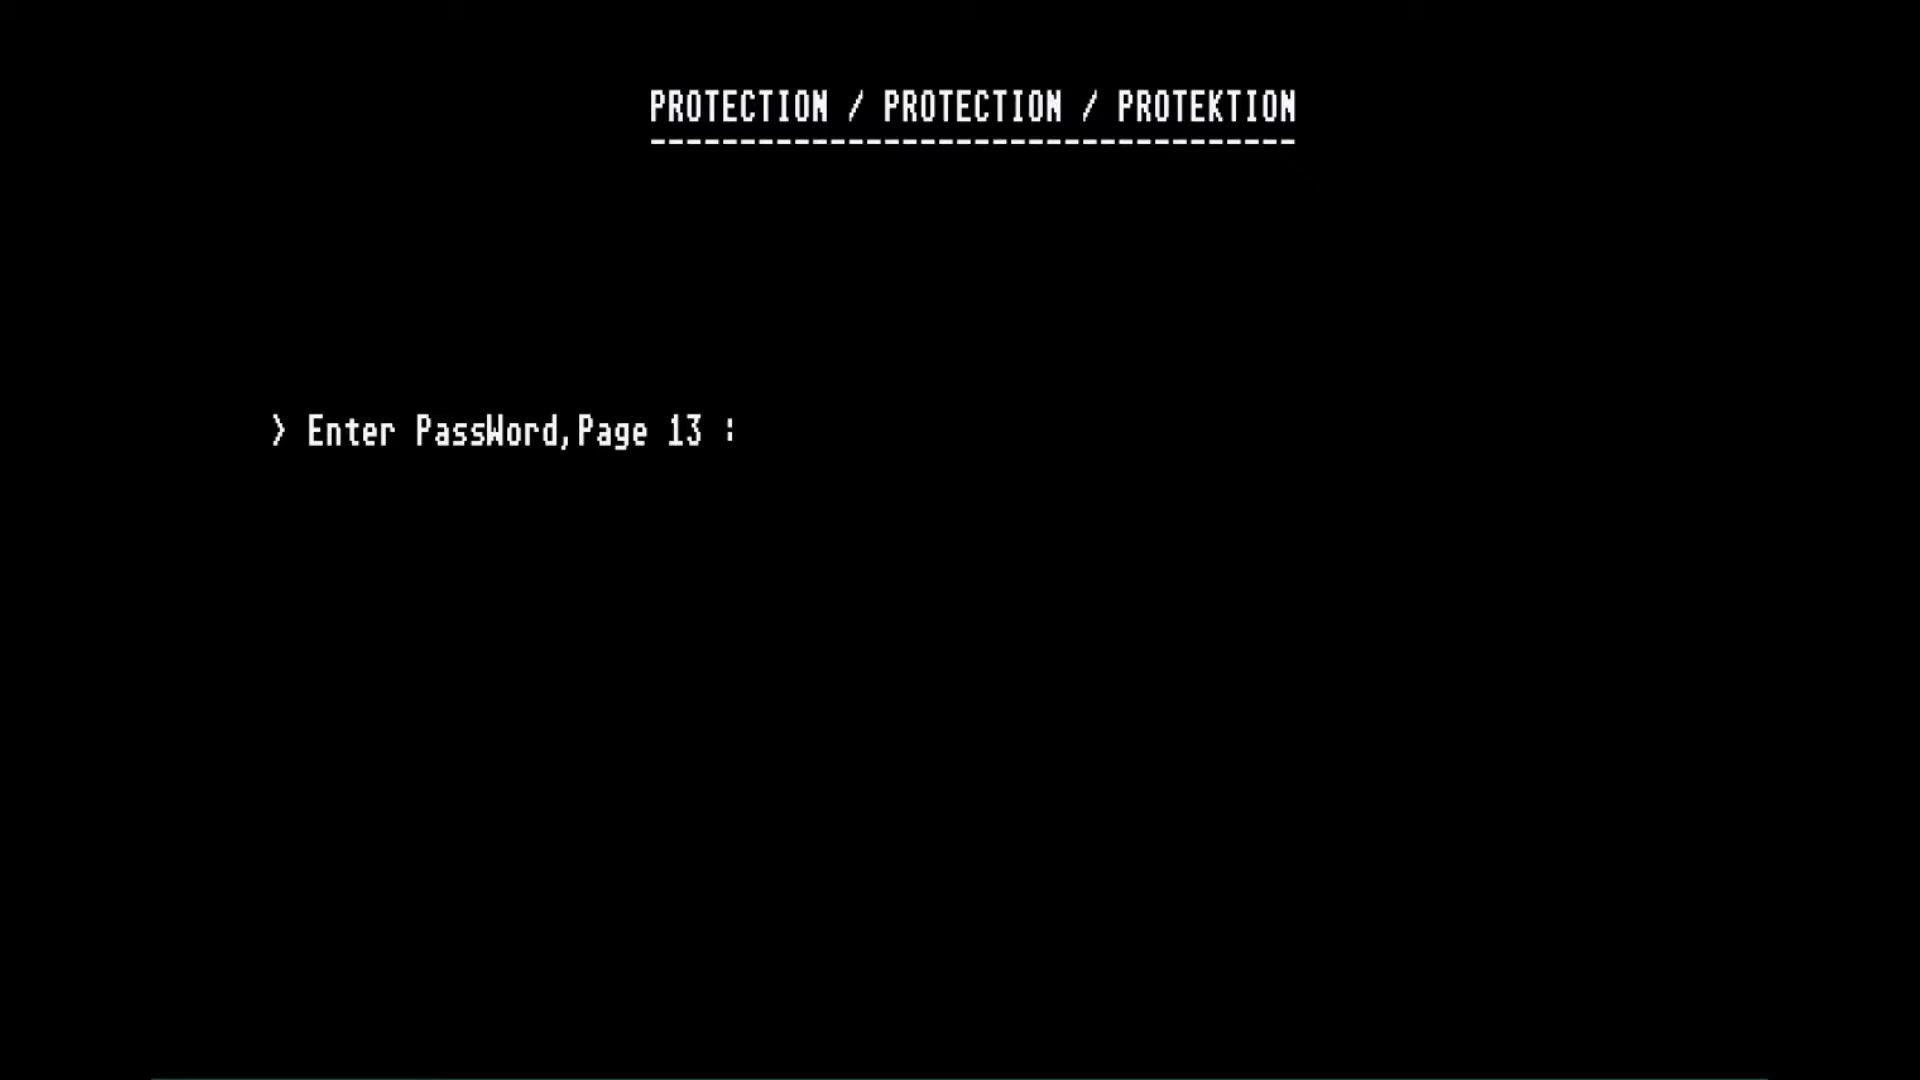 PROTECTION / PROTECTION / PROTEKTION
------------------------------------
> Enter PassWord,Page 13 :